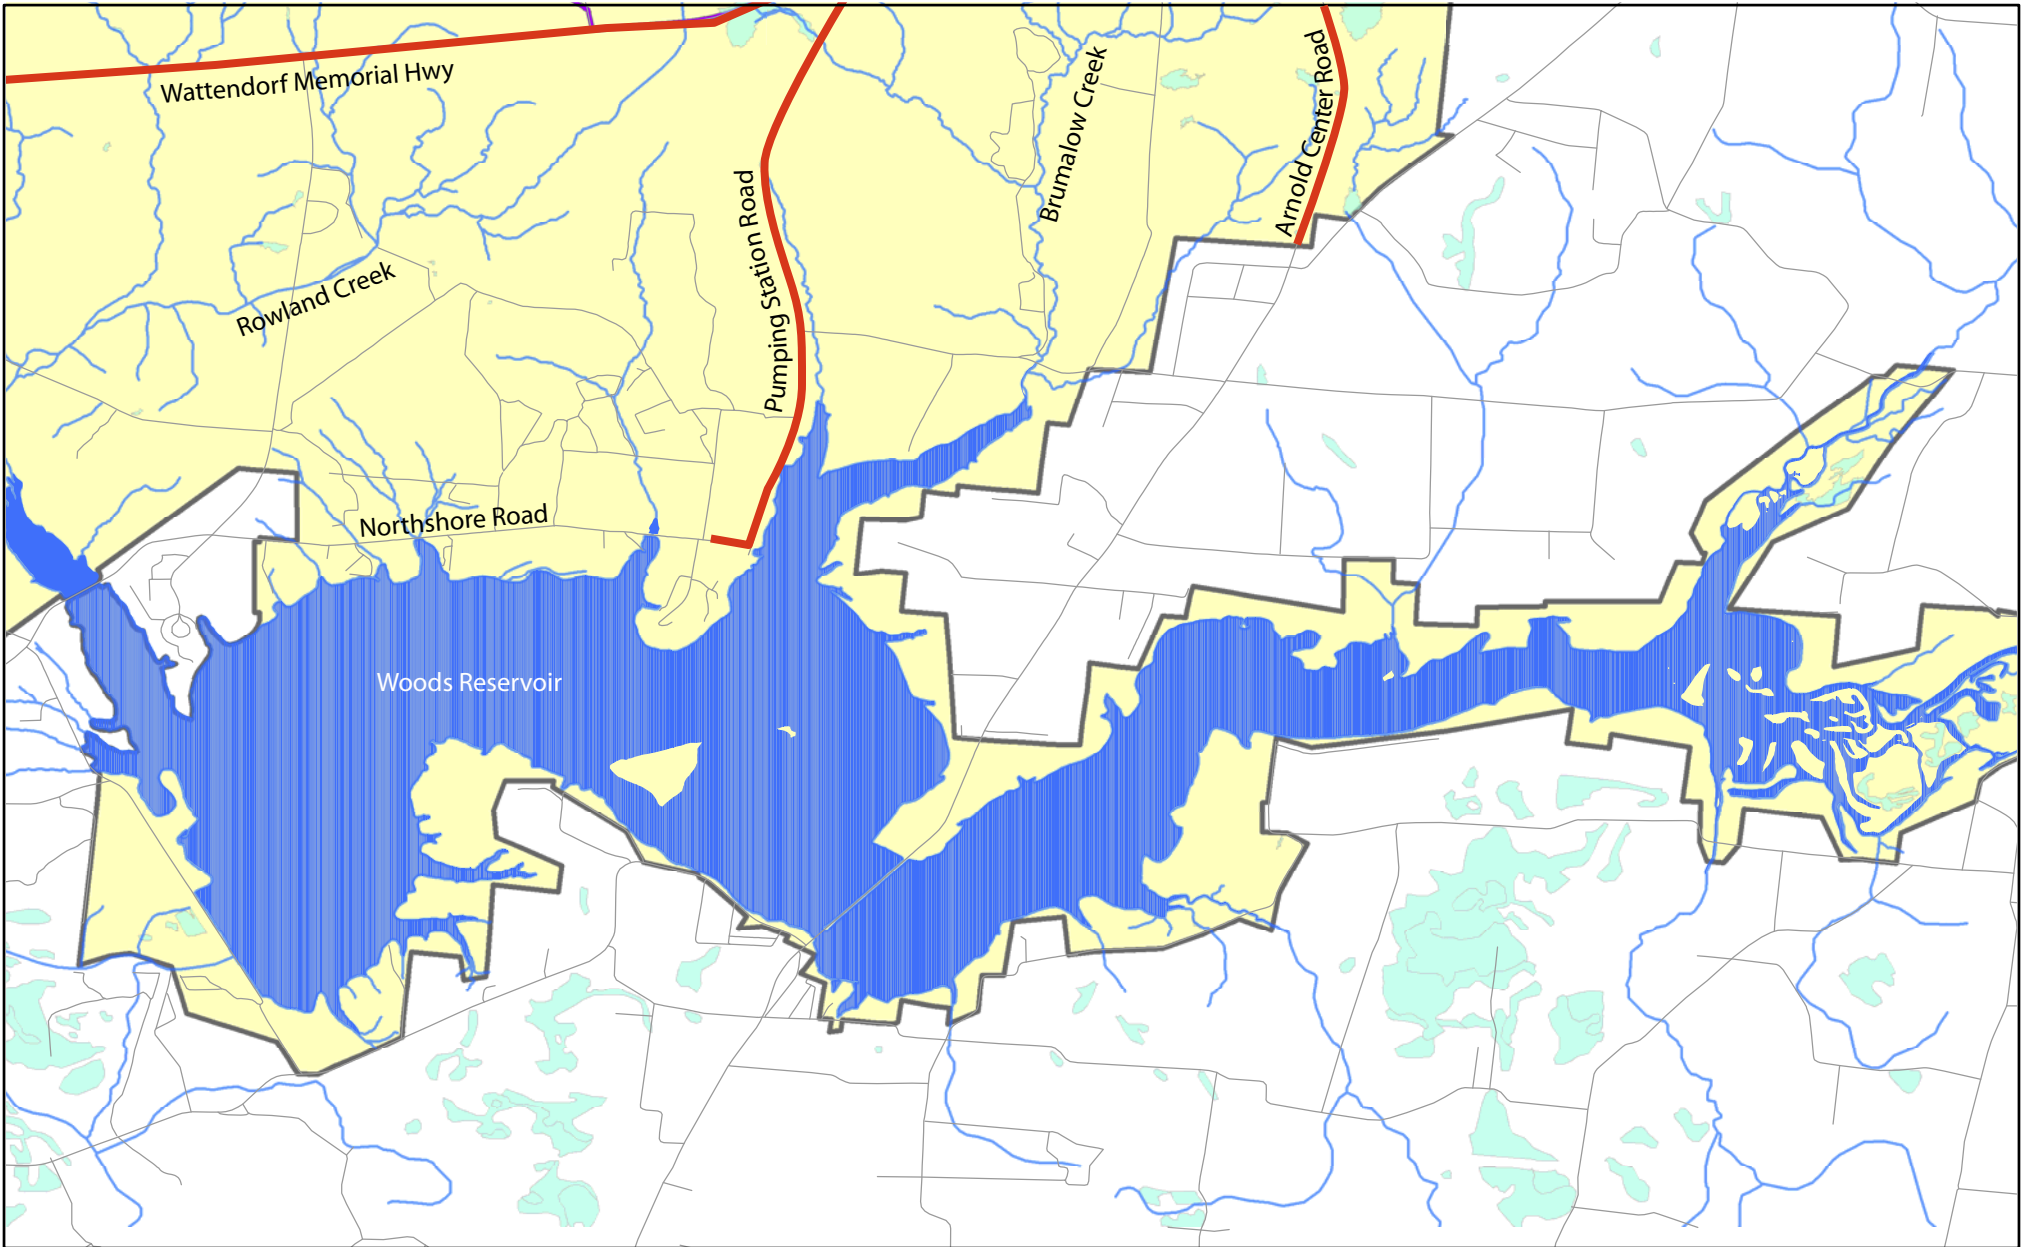 Wattendorf Memorial Hwy
Brumalow Creek
Arnold Center Road
Pumping Station Road
Rowland Creek
Northshore Road
Woods Reservoir